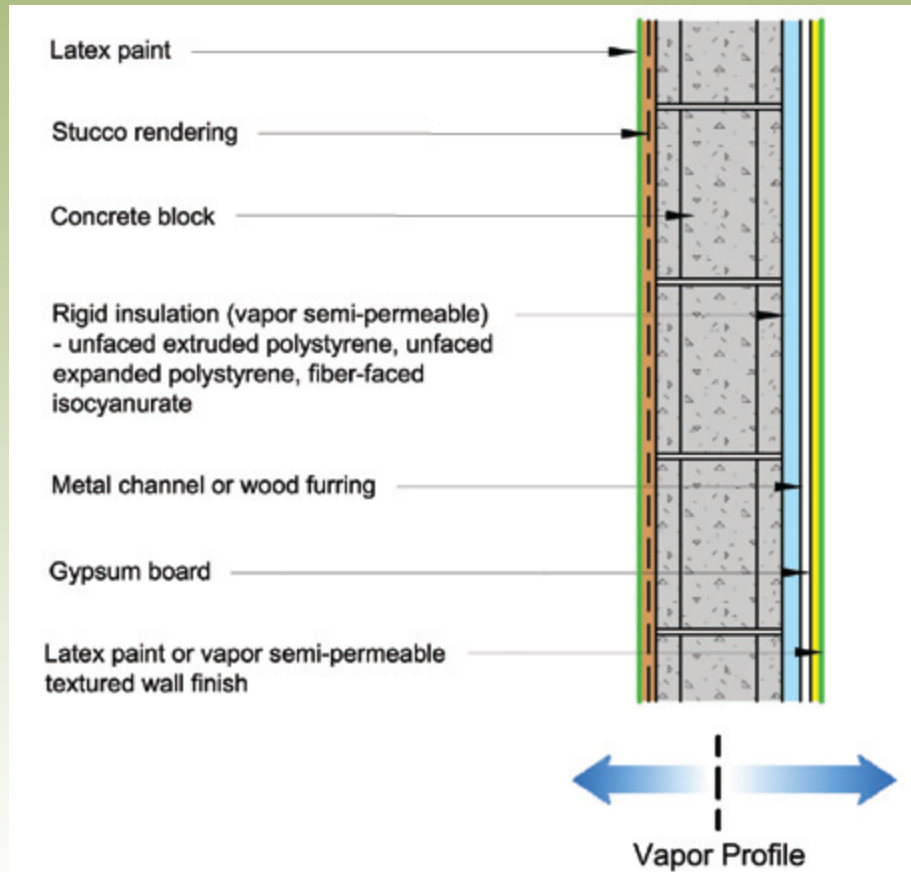 Latex paint
Stucco rendering
Concrete block
Rigid insulation (vapor semi-permeable)
- unfaced extruded polystyrene, unfaced
expanded polystyrene, fiber-faced
isocyanurate
Metal channel or wood furring
Gypsum board
Latex paint or vapor semi-permeable
textured wall finish
Vapor Profile